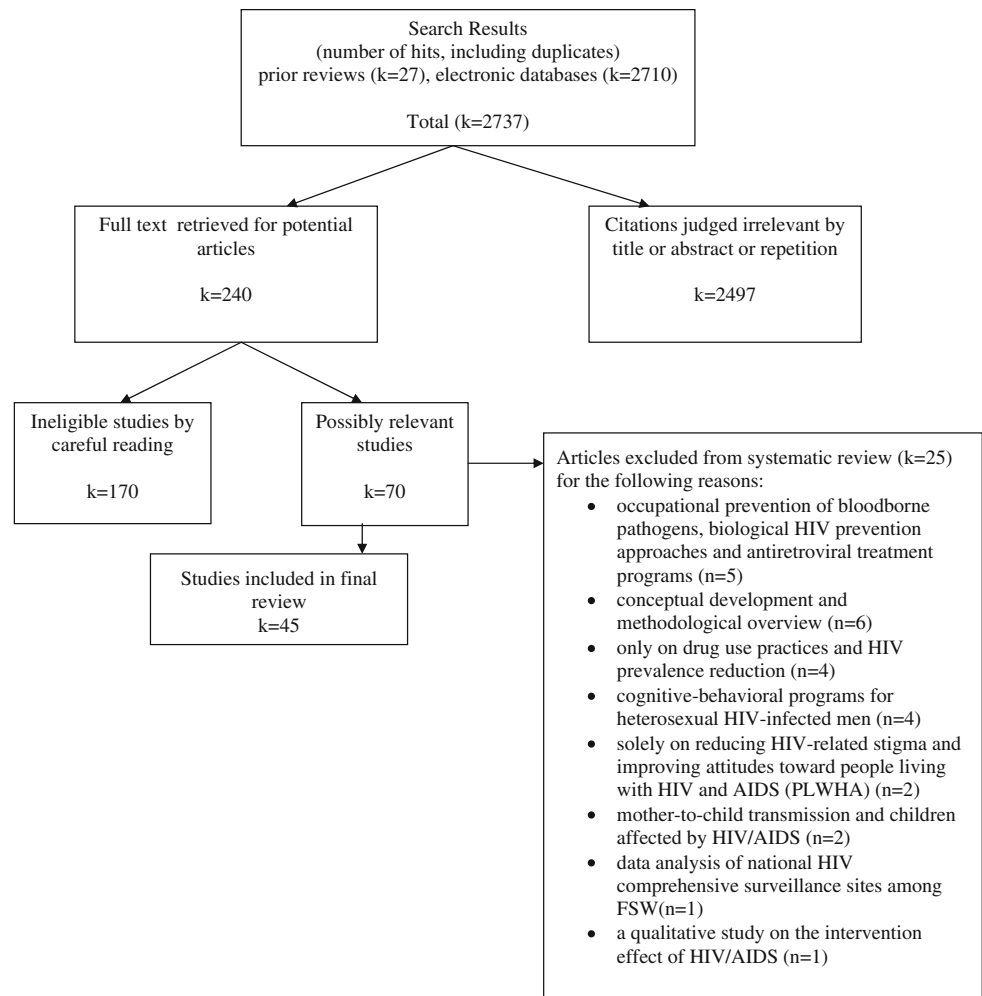 Search Results
(number of hits, including duplicates)
prior reviews (k=27), electronic databases (k=2710)
Total (k=2737)
Full text retrieved for potential
articles
k=240
Citations judged irrelevant by
title or abstract or repetition
k=2497
Ineligible studies by
careful reading
k=170
Possibly relevant
studies
k=70
Studies included in final
review
k=45
Articles excluded from systematic review (k=25)
for the following reasons:
• occupational prevention of bloodborne
pathogens, biological HIV prevention
approaches and antiretroviral treatment
programs (n=5)
• conceptual development and
methodological overview (n=6)
• only on drug use practices and HIV
prevalence reduction (n=4)
• cognitive-behavioral programs for
heterosexual HIV-infected men (n=4)
• solely on reducing HIV-related stigma and
improving attitudes toward people living
with HIV and AIDS (PLWHA) (n=2)
• mother-to-child transmission and children
affected by HIV/AIDS (n=2)
• data analysis of national HIV
comprehensive surveillance sites among
FSW(n=1)
• a qualitative study on the intervention
effect of HIV/AIDS (n=1)